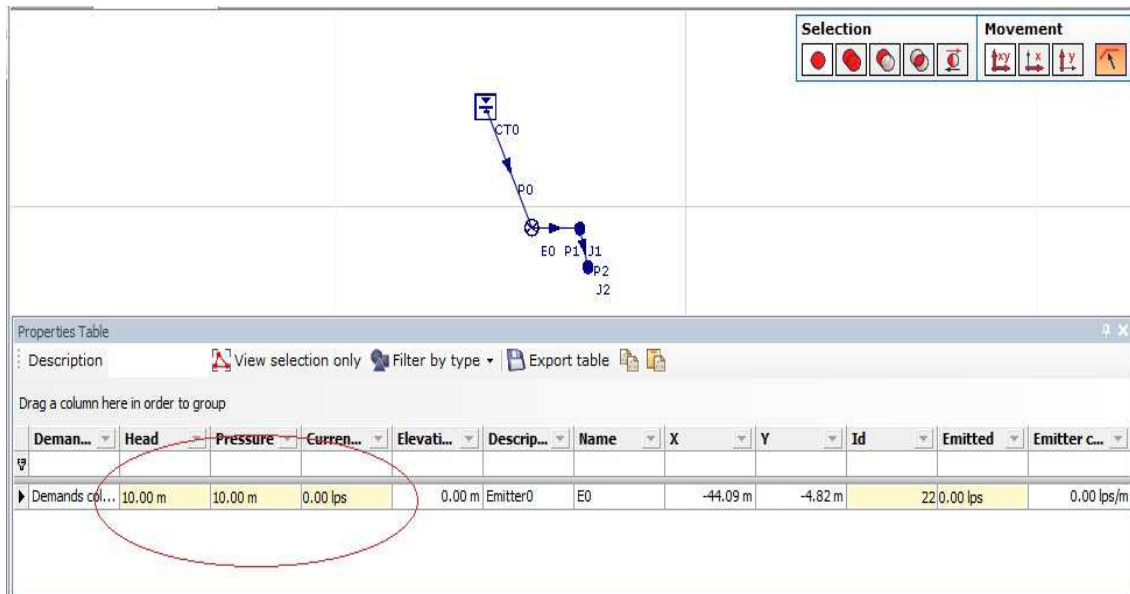 Selection Movement
xy x y
CT0
P0
E0 P1 J1
P2
J2
Properties Table
Description View selection only Filter by type Export table
Drag a column here in order to group
Deman... Head Pressure Curren... Elevati... Descrip... Name X Y Id Emitted Emitter c...
Demands col... 10.00 m 10.00 m 0.00 lps 0.00 m Emitter0 E0 -44.09 m -4.82 m 22 0.00 lps 0.00 lps/m